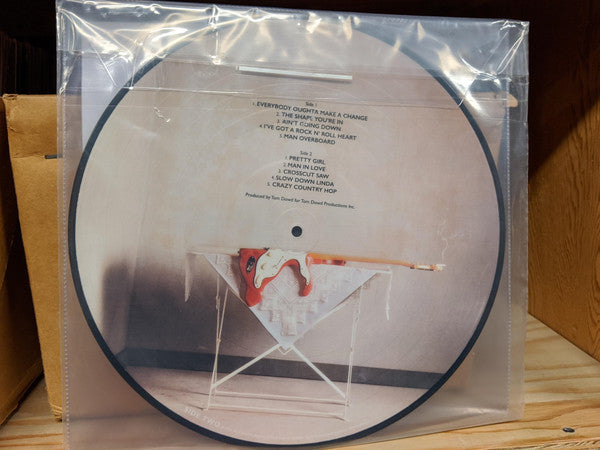 Side 1
1. EVERYBODY OUGHTA MAKE A CHANGE
2. THE SHAPE YOU'RE IN
3. AIN'T GOING DOWN
4. I'VE GOT A ROCK N' ROLL HEART
5. MAN OVERBOARD
Side 2
1. PRETTY GIRL
2. MAN IN LOVE
3. CROSSCUT SAW
4. SLOW DOWN LINDA
5. CRAZY COUNTRY HOP
Produced by Tom Dowd for Tom Dowd Productions Inc.
SIDE TWO